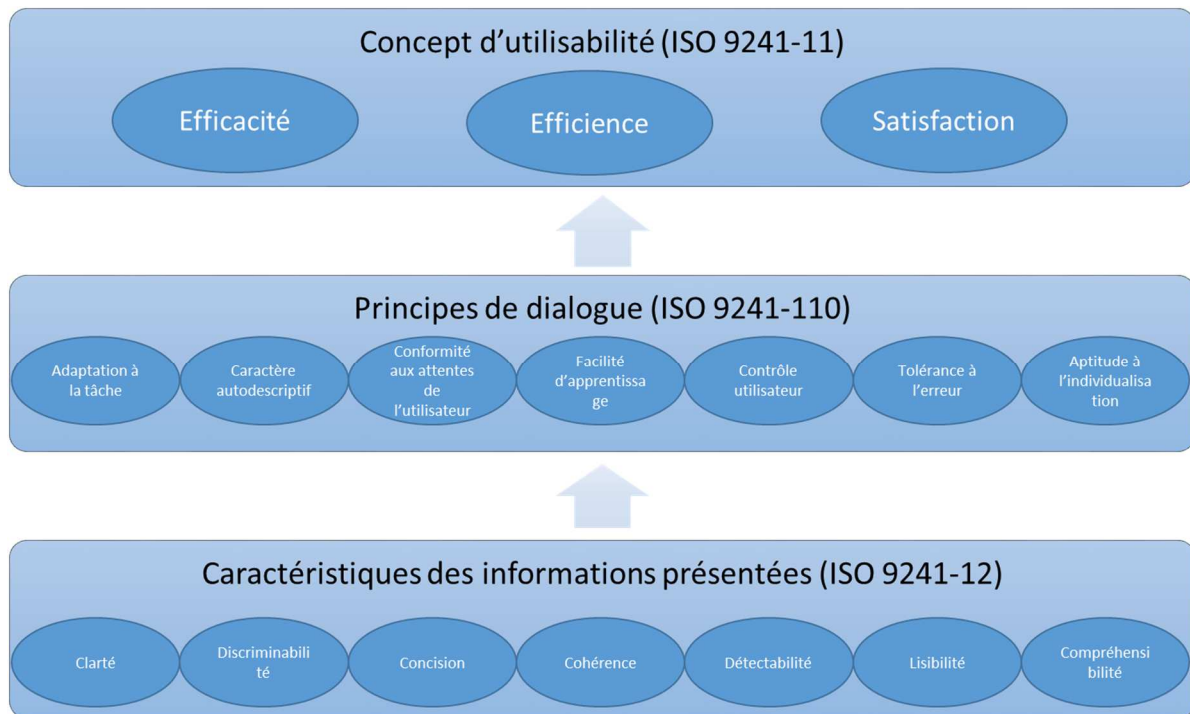 Concept d’utilisabilité (ISO 9241-11)
Efficacité
Efficience
Satisfaction
Principes de dialogue (ISO 9241-110)
Adaptation à
la tâche
Caractère
autodescriptif
Conformité
aux attentes
de
l’utilisateur
Facilité
d’apprentissa
ge
Contrôle
utilisateur
Tolérance à
l’erreur
Aptitude à
l’individualisa
tion
Caractéristiques des informations présentées (ISO 9241-12)
Clarté
Discriminabili
té
Concision
Cohérence
Détectabilité
Lisibilité
Compréhensi
bilité